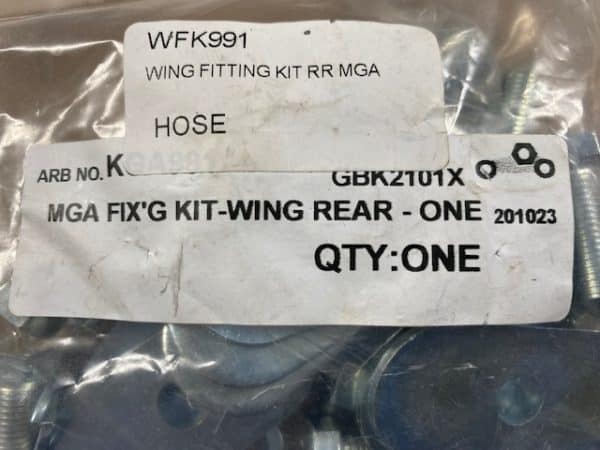 WFK991
WING FITTING KIT RR MGA
HOSE
ARB NO. KGA991 GBK2101X
MGA FIX'G KIT-WING REAR - ONE 201023
QTY:ONE